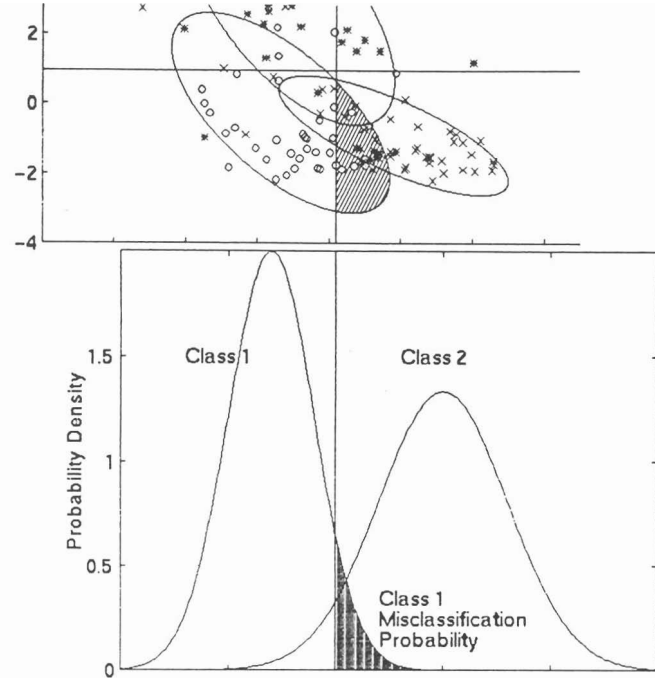 2
0
-2
-4
1.5
1
0.5
0
Probability Density
Class 1
Class 2
Class 1
Misclassification
Probability